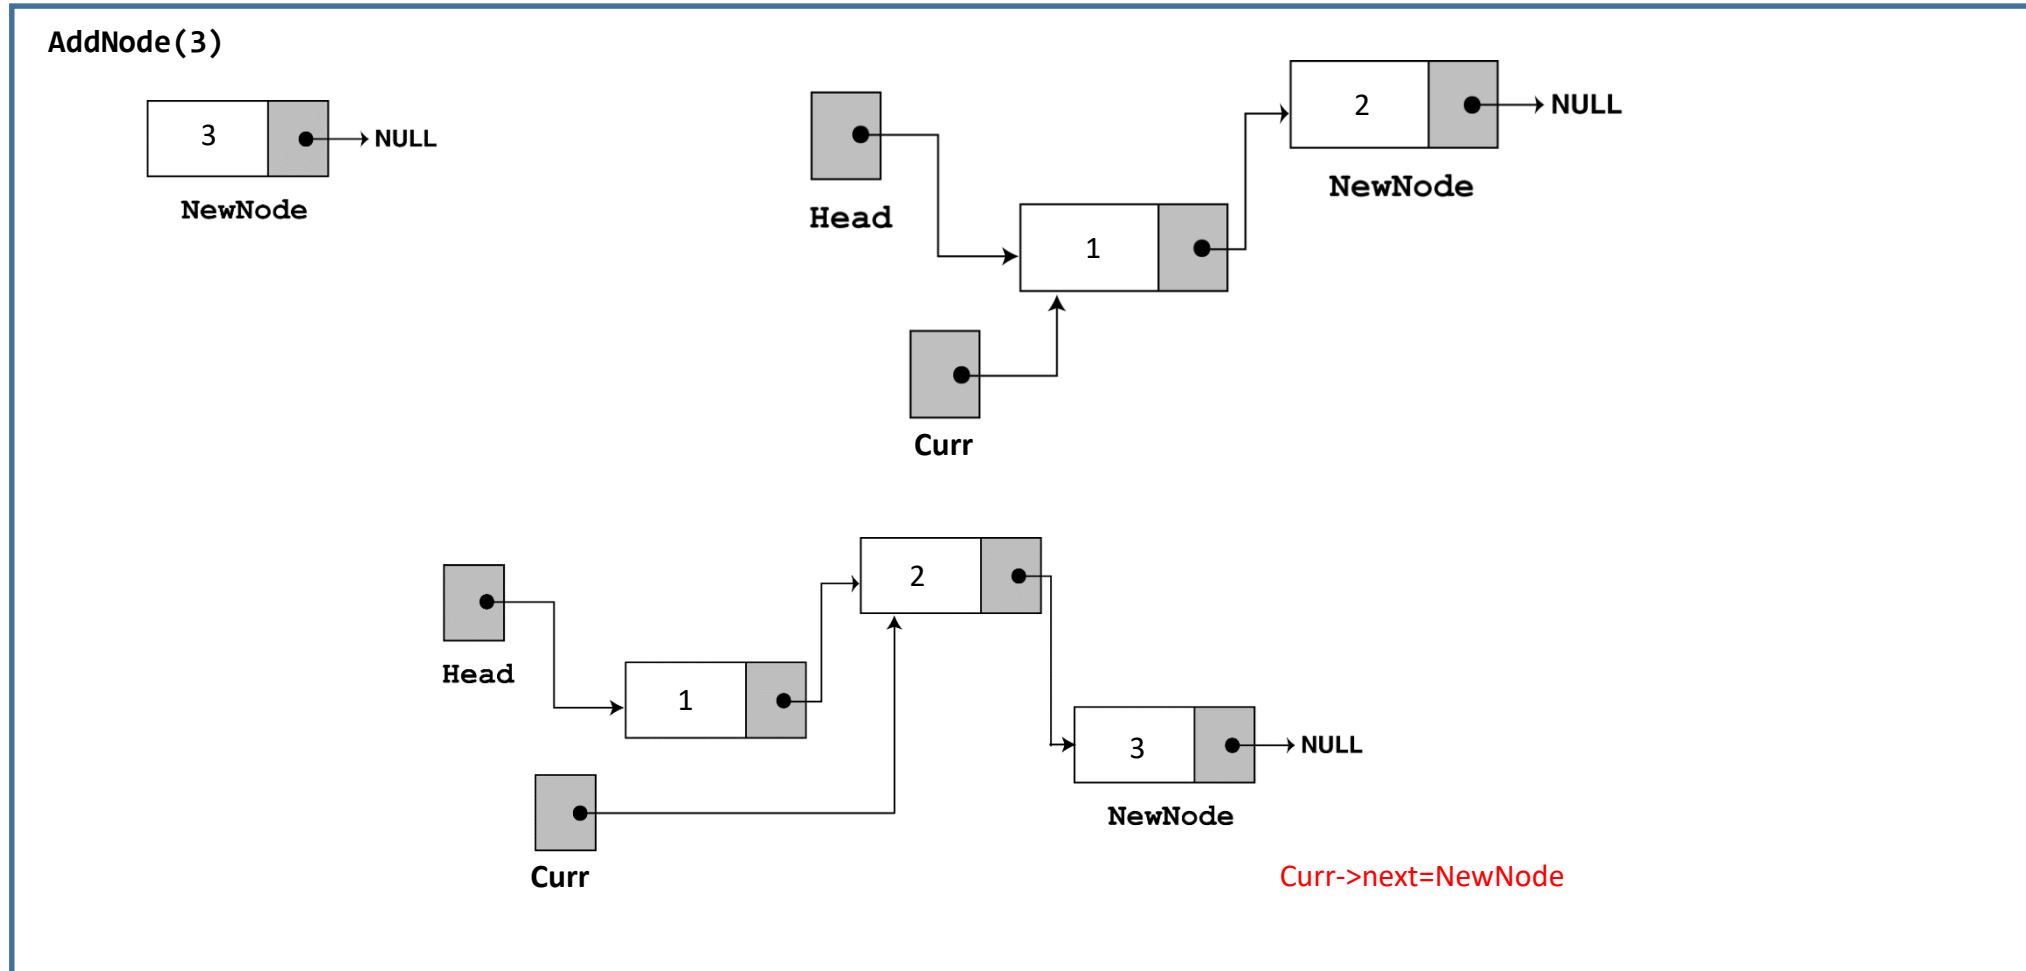 AddNode(3)
3
NULL
NewNode
Head
2
NULL
NewNode
1
Curr
Head
2
1
3
NULL
NewNode
Curr
Curr->next=NewNode